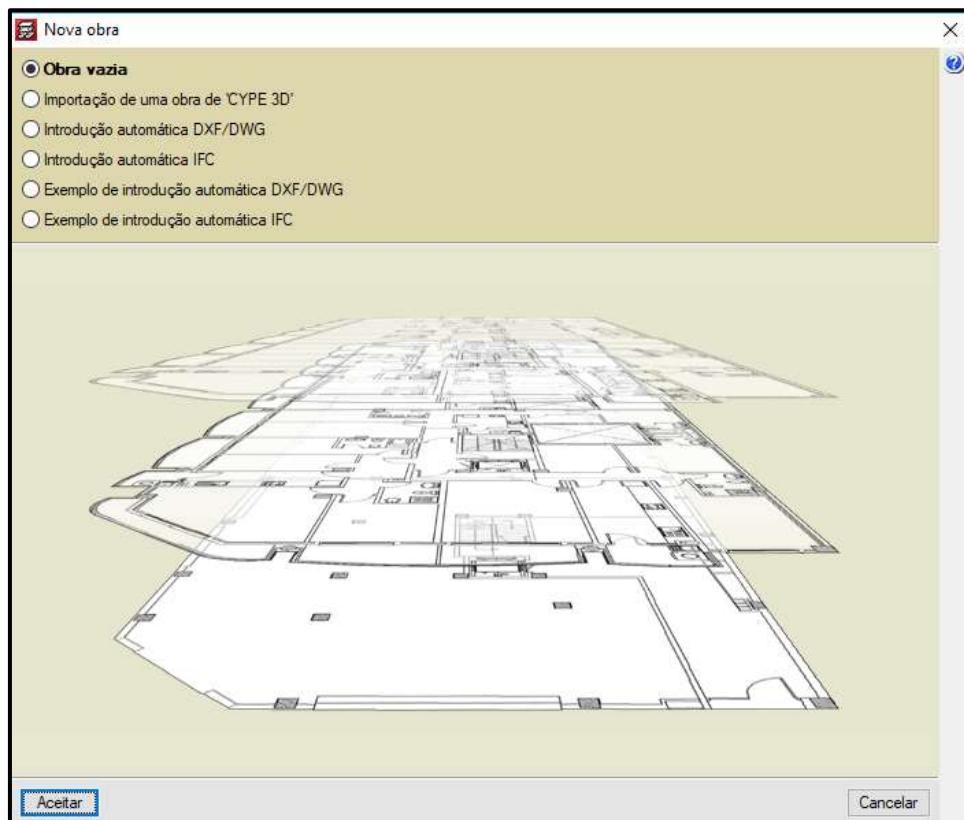 Nova obra
Obra vazia
Importação de uma obra de 'CYPE 3D'
Introdução automática DXF/DWG
Introdução automática IFC
Exemplo de introdução automática DXF/DWG
Exemplo de introdução automática IFC
Aceitar
Cancelar